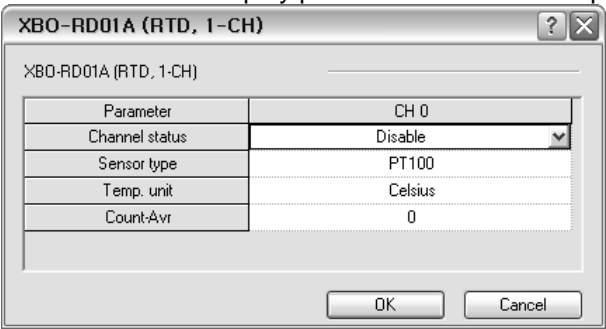 XBO-RD01A (RTD, 1-CH)
XBO-RD01A (RTD, 1-CH)
Parameter CH 0
Channel status Disable
Sensor type PT100
Temp. unit Celsius
Count-Avr 0
OK Cancel